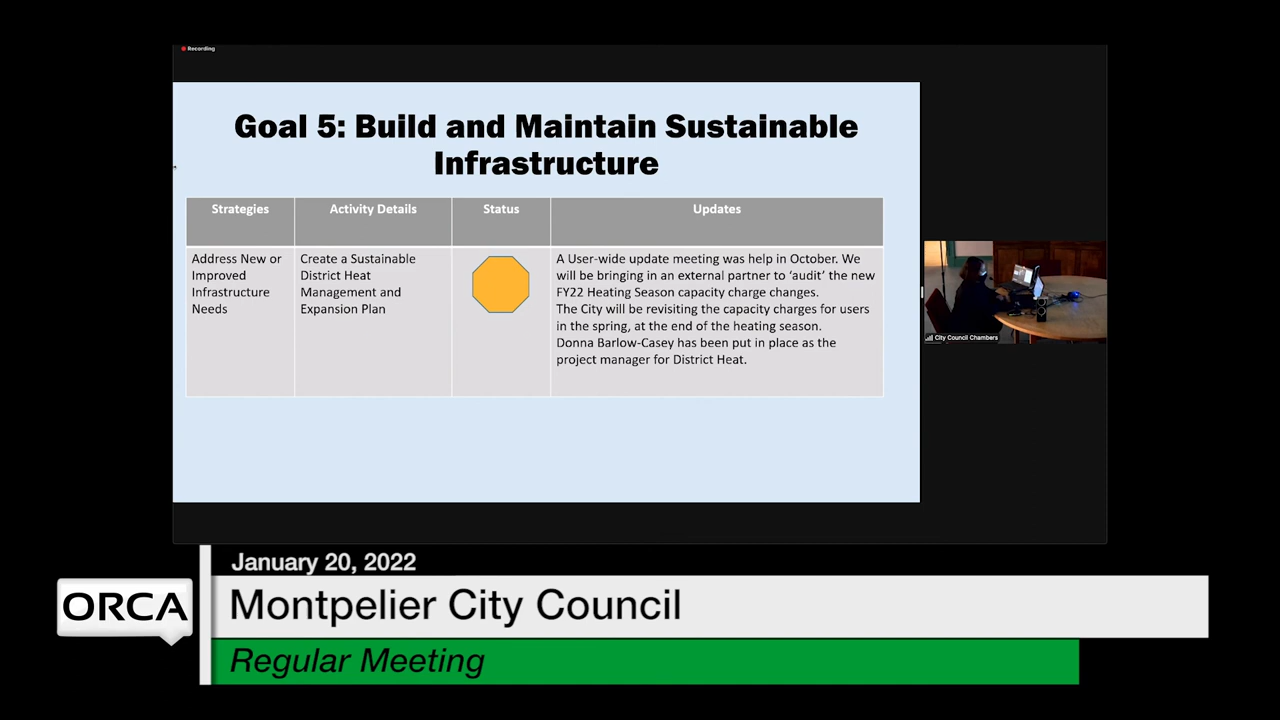 Recording
Goal 5: Build and Maintain Sustainable
Infrastructure
Strategies
Activity Details
Status
Updates
Address New or
Improved
Infrastructure
Needs
Create a Sustainable
District Heat
Management and
Expansion Plan
A User-wide update meeting was help in October. We
will be bringing in an external partner to ‘audit’ the new
FY22 Heating Season capacity charge changes.
The City will be revisiting the capacity charges for users
in the spring, at the end of the heating season.
Donna Barlow-Casey has been put in place as the
project manager for District Heat.
City Council Chambers
January 20, 2022
ORCA
Montpelier City Council
Regular Meeting